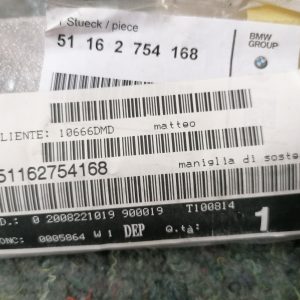 1 Stueck / piece
51 16 2 754 168
BMW
GROUP
CLIENTE: 10666DMD matteo
51162754168
maniglia di soste
D.: 0 2008221019 900019 T100814
ONC: 0005864 W1 DEP Q.tà: 1